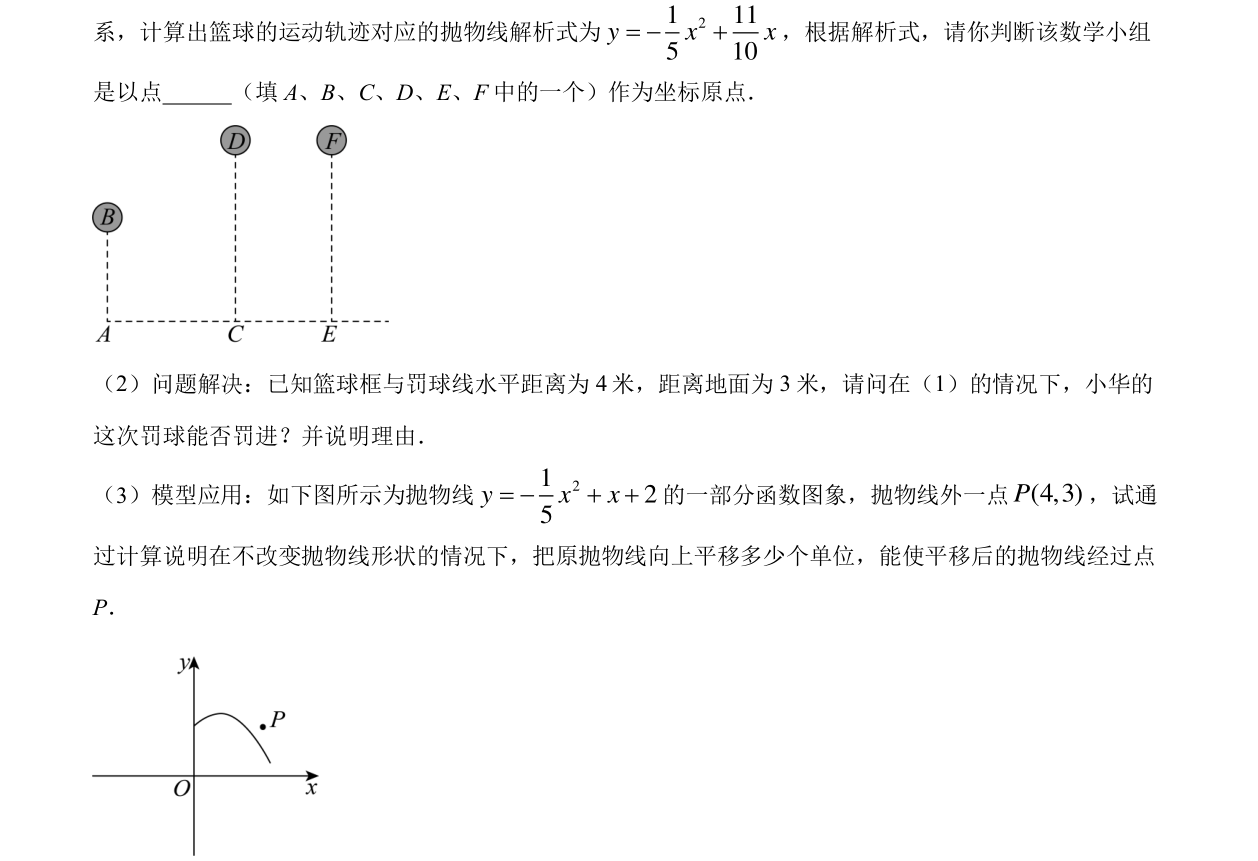 系，计算出篮球的运动轨迹对应的抛物线解析式为 y = −1/5 x² + 11/10 x，根据解析式，请你判断该数学小组
是以点______（填 A、B、C、D、E、F 中的一个）作为坐标原点．
D F
B
A C E
（2）问题解决：已知篮球框与罚球线水平距离为 4 米，距离地面为 3 米，请问在（1）的情况下，小华的
这次罚球能否罚进？并说明理由．
（3）模型应用：如下图所示为抛物线 y = −1/5 x² + x + 2 的一部分函数图象，抛物线外一点 P(4,3)，试通
过计算说明在不改变抛物线形状的情况下，把原抛物线向上平移多少个单位，能使平移后的抛物线经过点
P．
y
P
O x